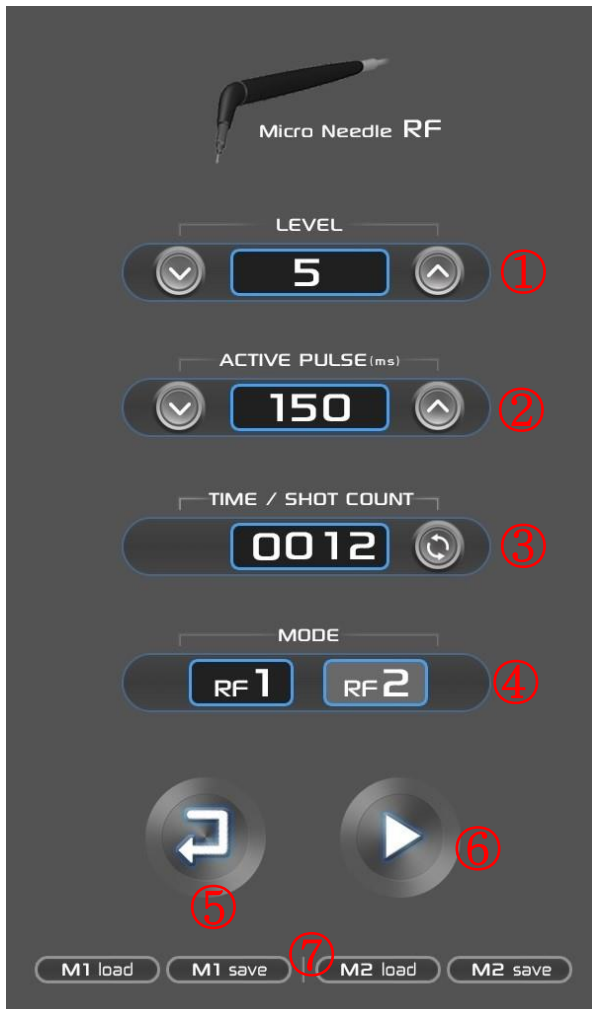 Micro Needle RF
LEVEL
5 ①
ACTIVE PULSE(ms)
150 ②
TIME / SHOT COUNT
0012 ③
MODE
RF1 RF2 ④
⑤ ⑥
⑦
M1 load M1 save M2 load M2 save